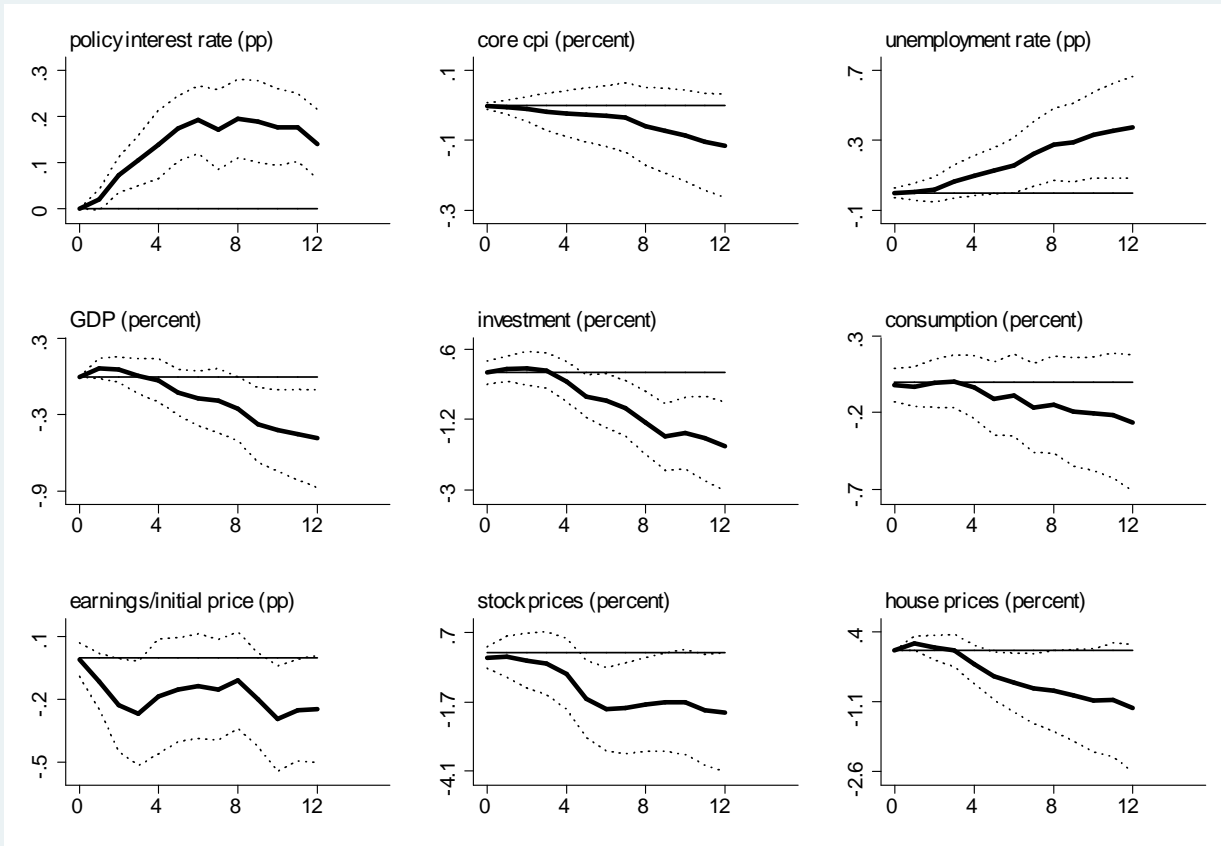 policy interest rate (pp)
.3
.2
.1
0
0 4 8 12
core cpi (percent)
.1
-.1
-.3
0 4 8 12
unemployment rate (pp)
.7
.3
-.1
0 4 8 12
GDP (percent)
.3
-.3
-.9
0 4 8 12
investment (percent)
.6
-1.2
-3
0 4 8 12
consumption (percent)
.3
-.2
-.7
0 4 8 12
earnings/initial price (pp)
.1
-.2
-.5
0 4 8 12
stock prices (percent)
.7
-1.7
-4.1
0 4 8 12
house prices (percent)
.4
-1.1
-2.6
0 4 8 12